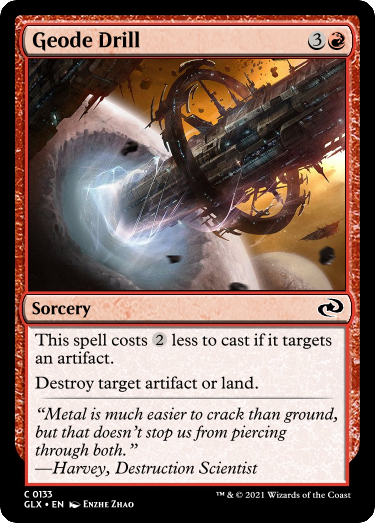 Geode Drill 3
Sorcery
This spell costs 2 less to cast if it targets
an artifact.
Destroy target artifact or land.
“Metal is much easier to crack than ground,
but that doesn’t stop us from piercing
through both.”
—Harvey, Destruction Scientist
C 0133
GLX • EN Enzhe Zhao
™ & © 2021 Wizards of the Coast